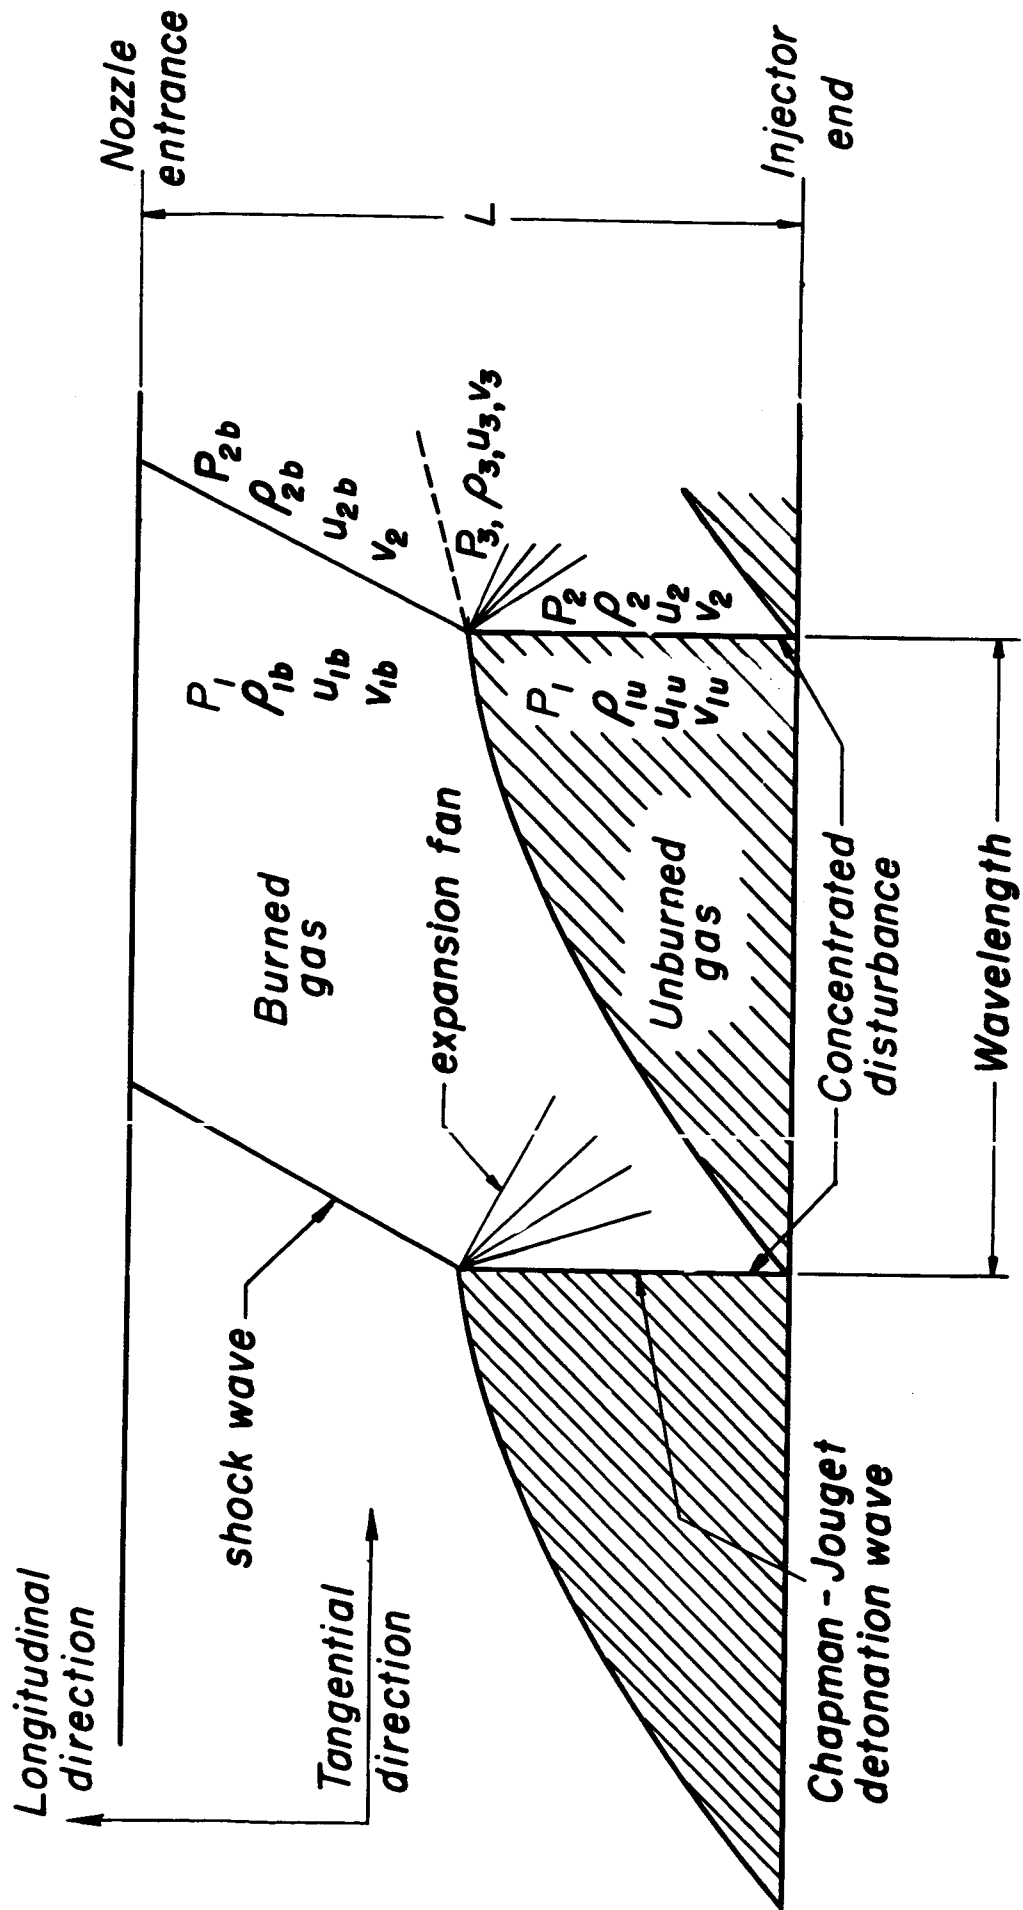 Longitudinal
direction
Tangential
direction
Nozzle
entrance
shock wave
Burned
gas
expansion fan
P₁
ρ₁b
u₁b
v₁b
P₂b
ρ₂b
u₂b
v₂
P₃, ρ₃, u₃, v₃
L
Unburned
gas
P₁
ρ₁u
u₁u
v₁u
P₂
ρ₂
u₂
v₂
Injector
end
Chapman-Jouget
detonation wave
Concentrated
disturbance
Wavelength